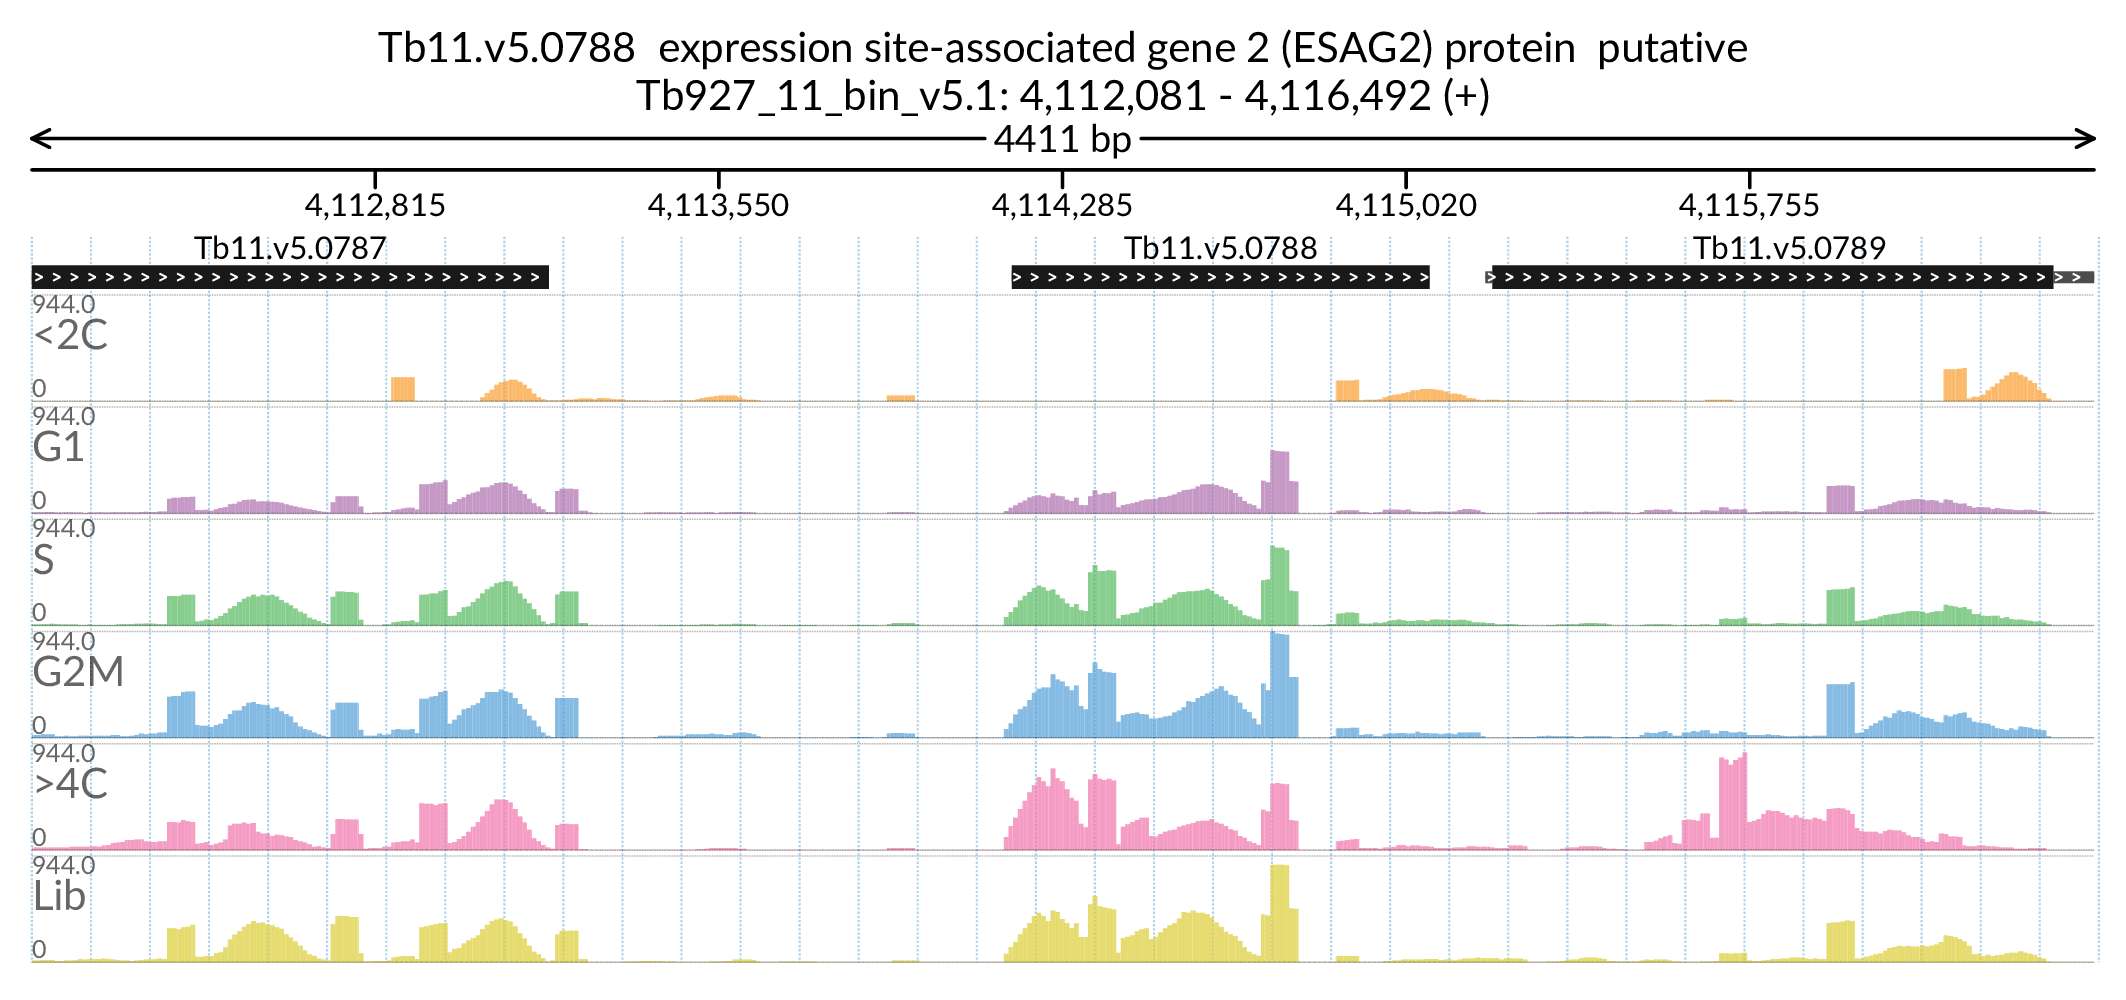 Tb11.v5.0788  expression site-associated gene 2 (ESAG2) protein  putative
Tb927_11_bin_v5.1: 4,112,081 - 4,116,492 (+)
4411 bp
4,112,815 4,113,550 4,114,285 4,115,020 4,115,755
Tb11.v5.0787 Tb11.v5.0788 Tb11.v5.0789
944.0
<2C
0
944.0
G1
0
944.0
S
0
944.0
G2M
0
944.0
>4C
0
944.0
Lib
0